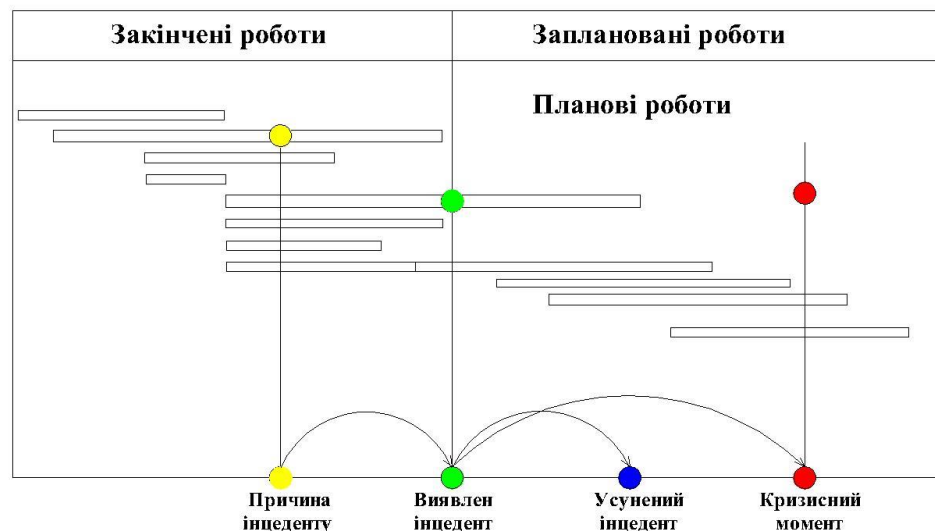 Закінчені роботи
Заплановані роботи
Планові роботи
Причина
інцеденту
Виявлен
інцедент
Усунений
інцедент
Кризисний
момент